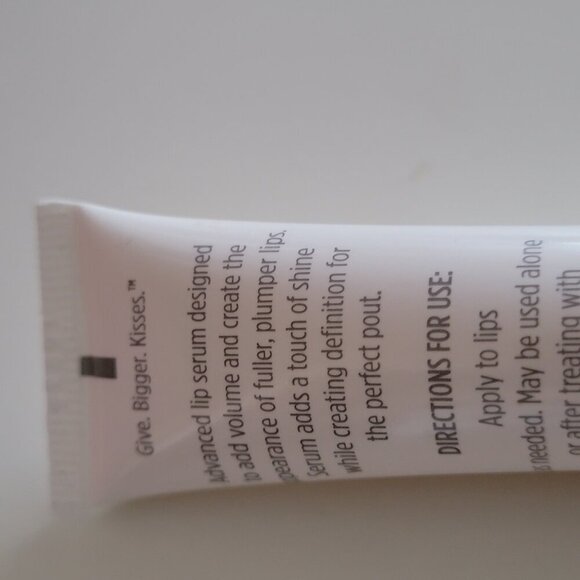 Give. Bigger. Kisses.™
Advanced lip serum designed
to add volume and create the
appearance of fuller, plumper lips.
Serum adds a touch of shine
while creating definition for
the perfect pout.
DIRECTIONS FOR USE:
Apply to lips
as needed. May be used alone
or after treating with